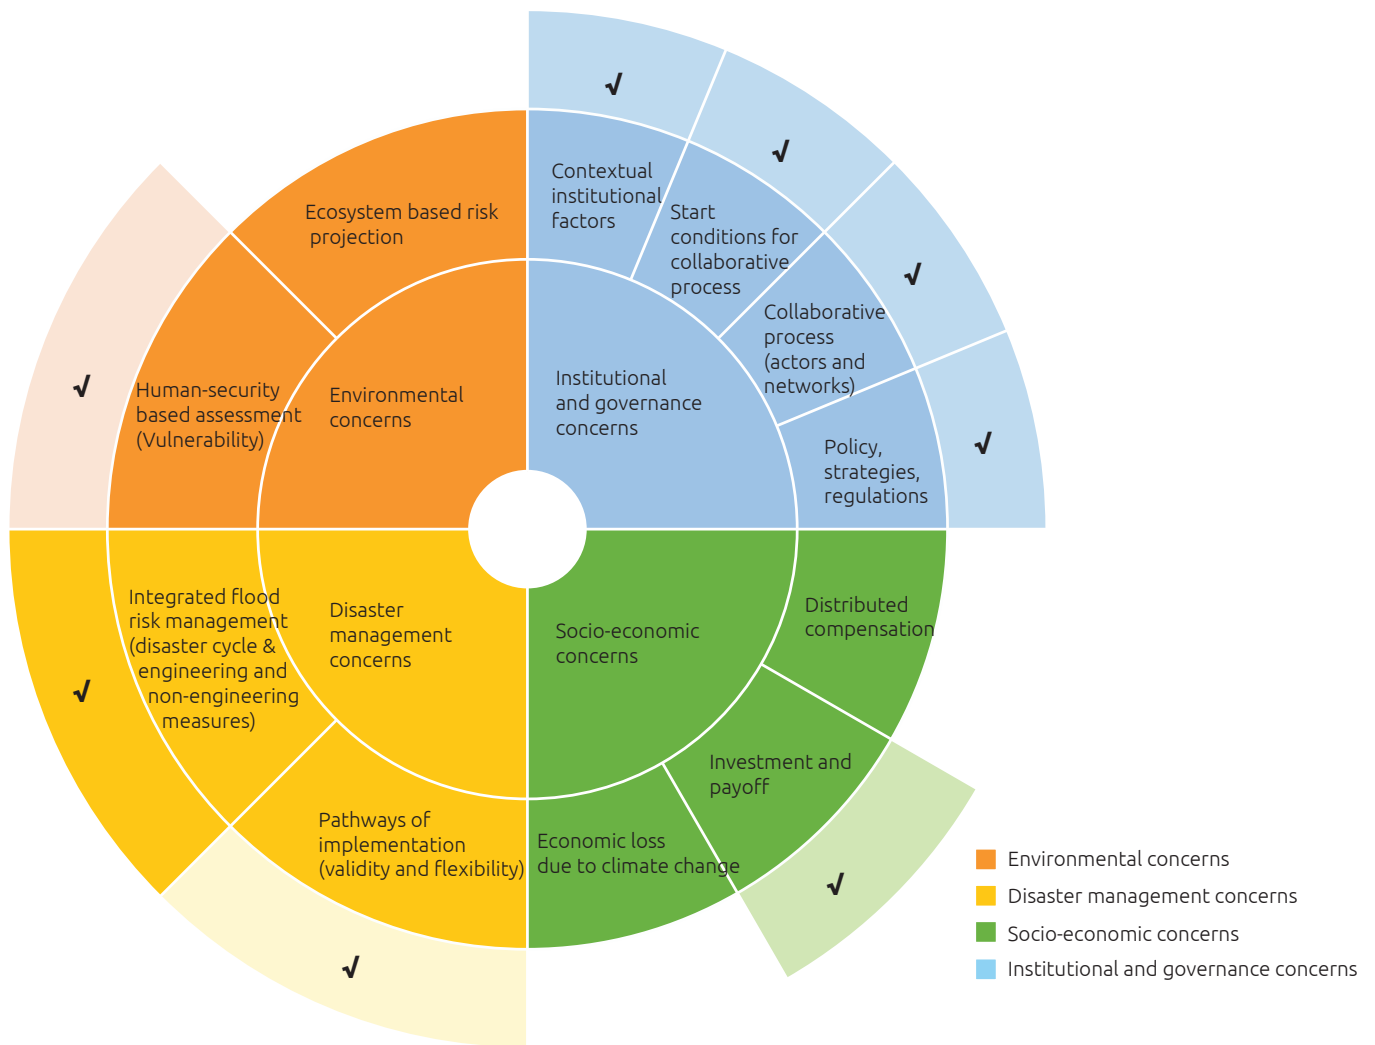 √
√
√
√
Contextual
institutional
factors
Start
conditions for
collaborative
process
Collaborative
process
(actors and
networks)
Policy,
strategies,
regulations
Institutional
and governance
concerns
Ecosystem based risk
projection
√
Human-security
based assessment
(Vulnerability)
Environmental
concerns
√
Integrated flood
risk management
(disaster cycle &
engineering and
non-engineering
measures)
Disaster
management
concerns
Pathways of
implementation
(validity and flexibility)
√
Socio-economic
concerns
Distributed
compensation
Investment and
payoff
√
Economic loss
due to climate change
Environmental concerns
Disaster management concerns
Socio-economic concerns
Institutional and governance concerns